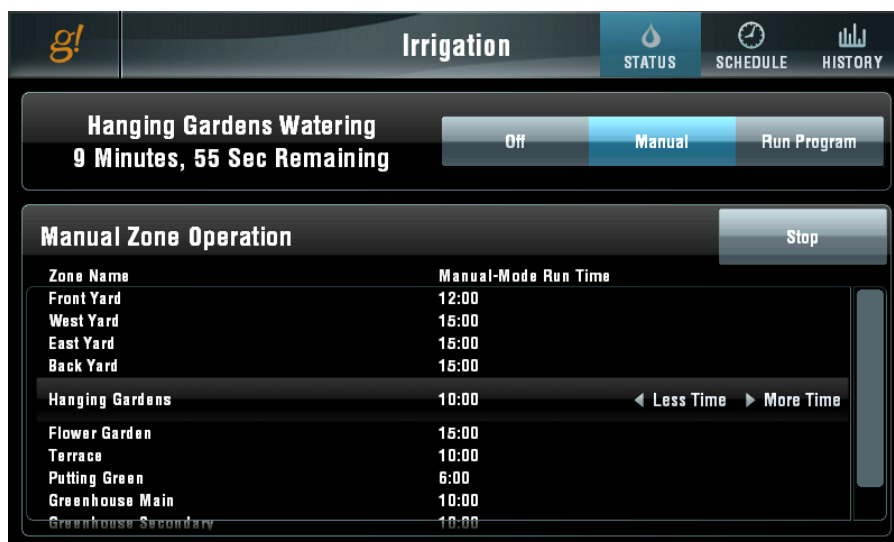 g!
Irrigation
STATUS
SCHEDULE
HISTORY
Hanging Gardens Watering
9 Minutes, 55 Sec Remaining
Off
Manual
Run Program
Manual Zone Operation
Stop
Zone Name Manual-Mode Run Time
Front Yard 12:00
West Yard 15:00
East Yard 15:00
Back Yard 15:00
Hanging Gardens 10:00 Less Time More Time
Flower Garden 15:00
Terrace 10:00
Putting Green 6:00
Greenhouse Main 10:00
Greenhouse Secondary 10:00